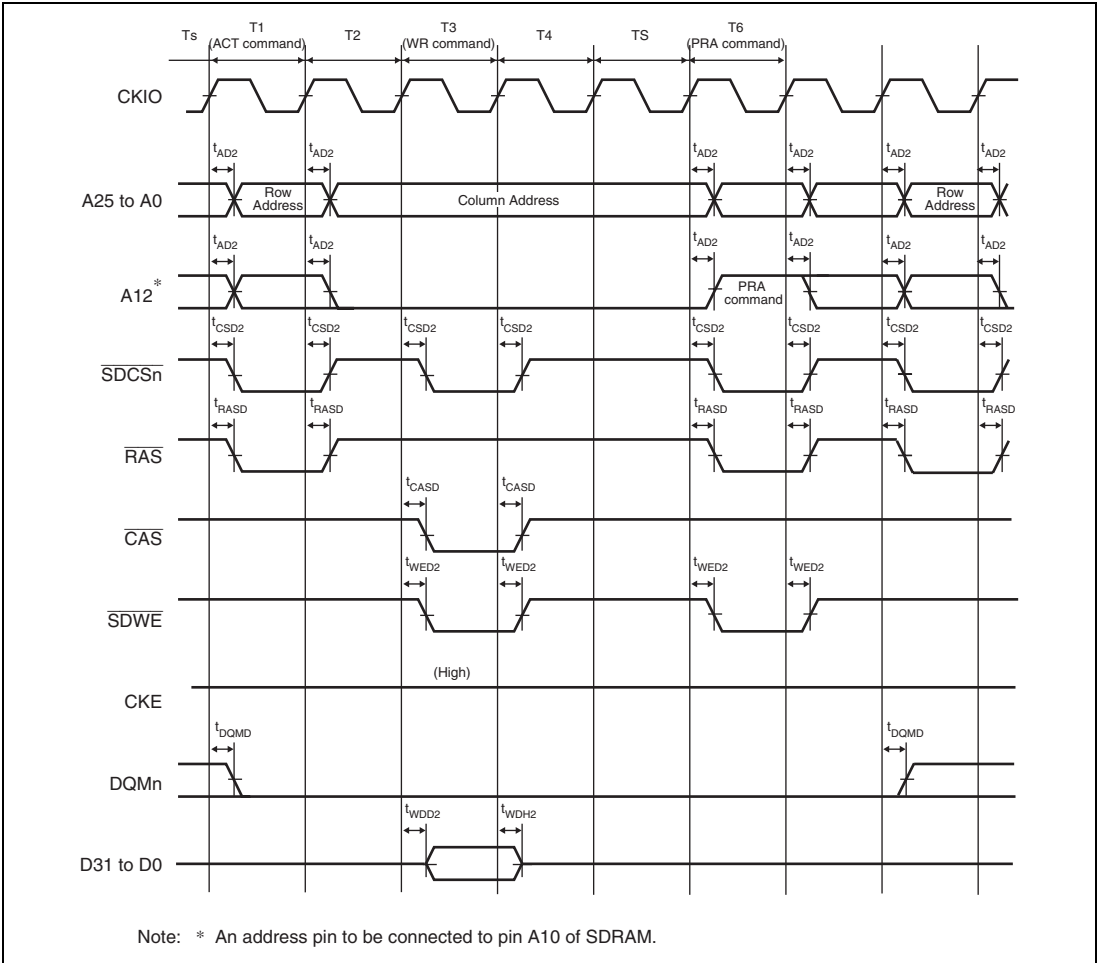 Ts T1 T2 T3 T4 TS T6
(ACT command) (WR command) (PRA command)
CKIO
tAD2 tAD2 tAD2 tAD2 tAD2 tAD2
A25 to A0 Row Address Column Address Row Address
tAD2 tAD2 tAD2 tAD2 tAD2 tAD2
A12* PRA command
tCSD2 tCSD2 tCSD2 tCSD2 tCSD2 tCSD2 tCSD2 tCSD2
SDCSn
tRASD tRASD tRASD tRASD tRASD tRASD
RAS
tCASD tCASD
CAS
tWED2 tWED2 tWED2 tWED2
SDWE
(High)
CKE
tDQMD tDQMD
DQMn
tWDD2 tWDH2
D31 to D0
Note: * An address pin to be connected to pin A10 of SDRAM.